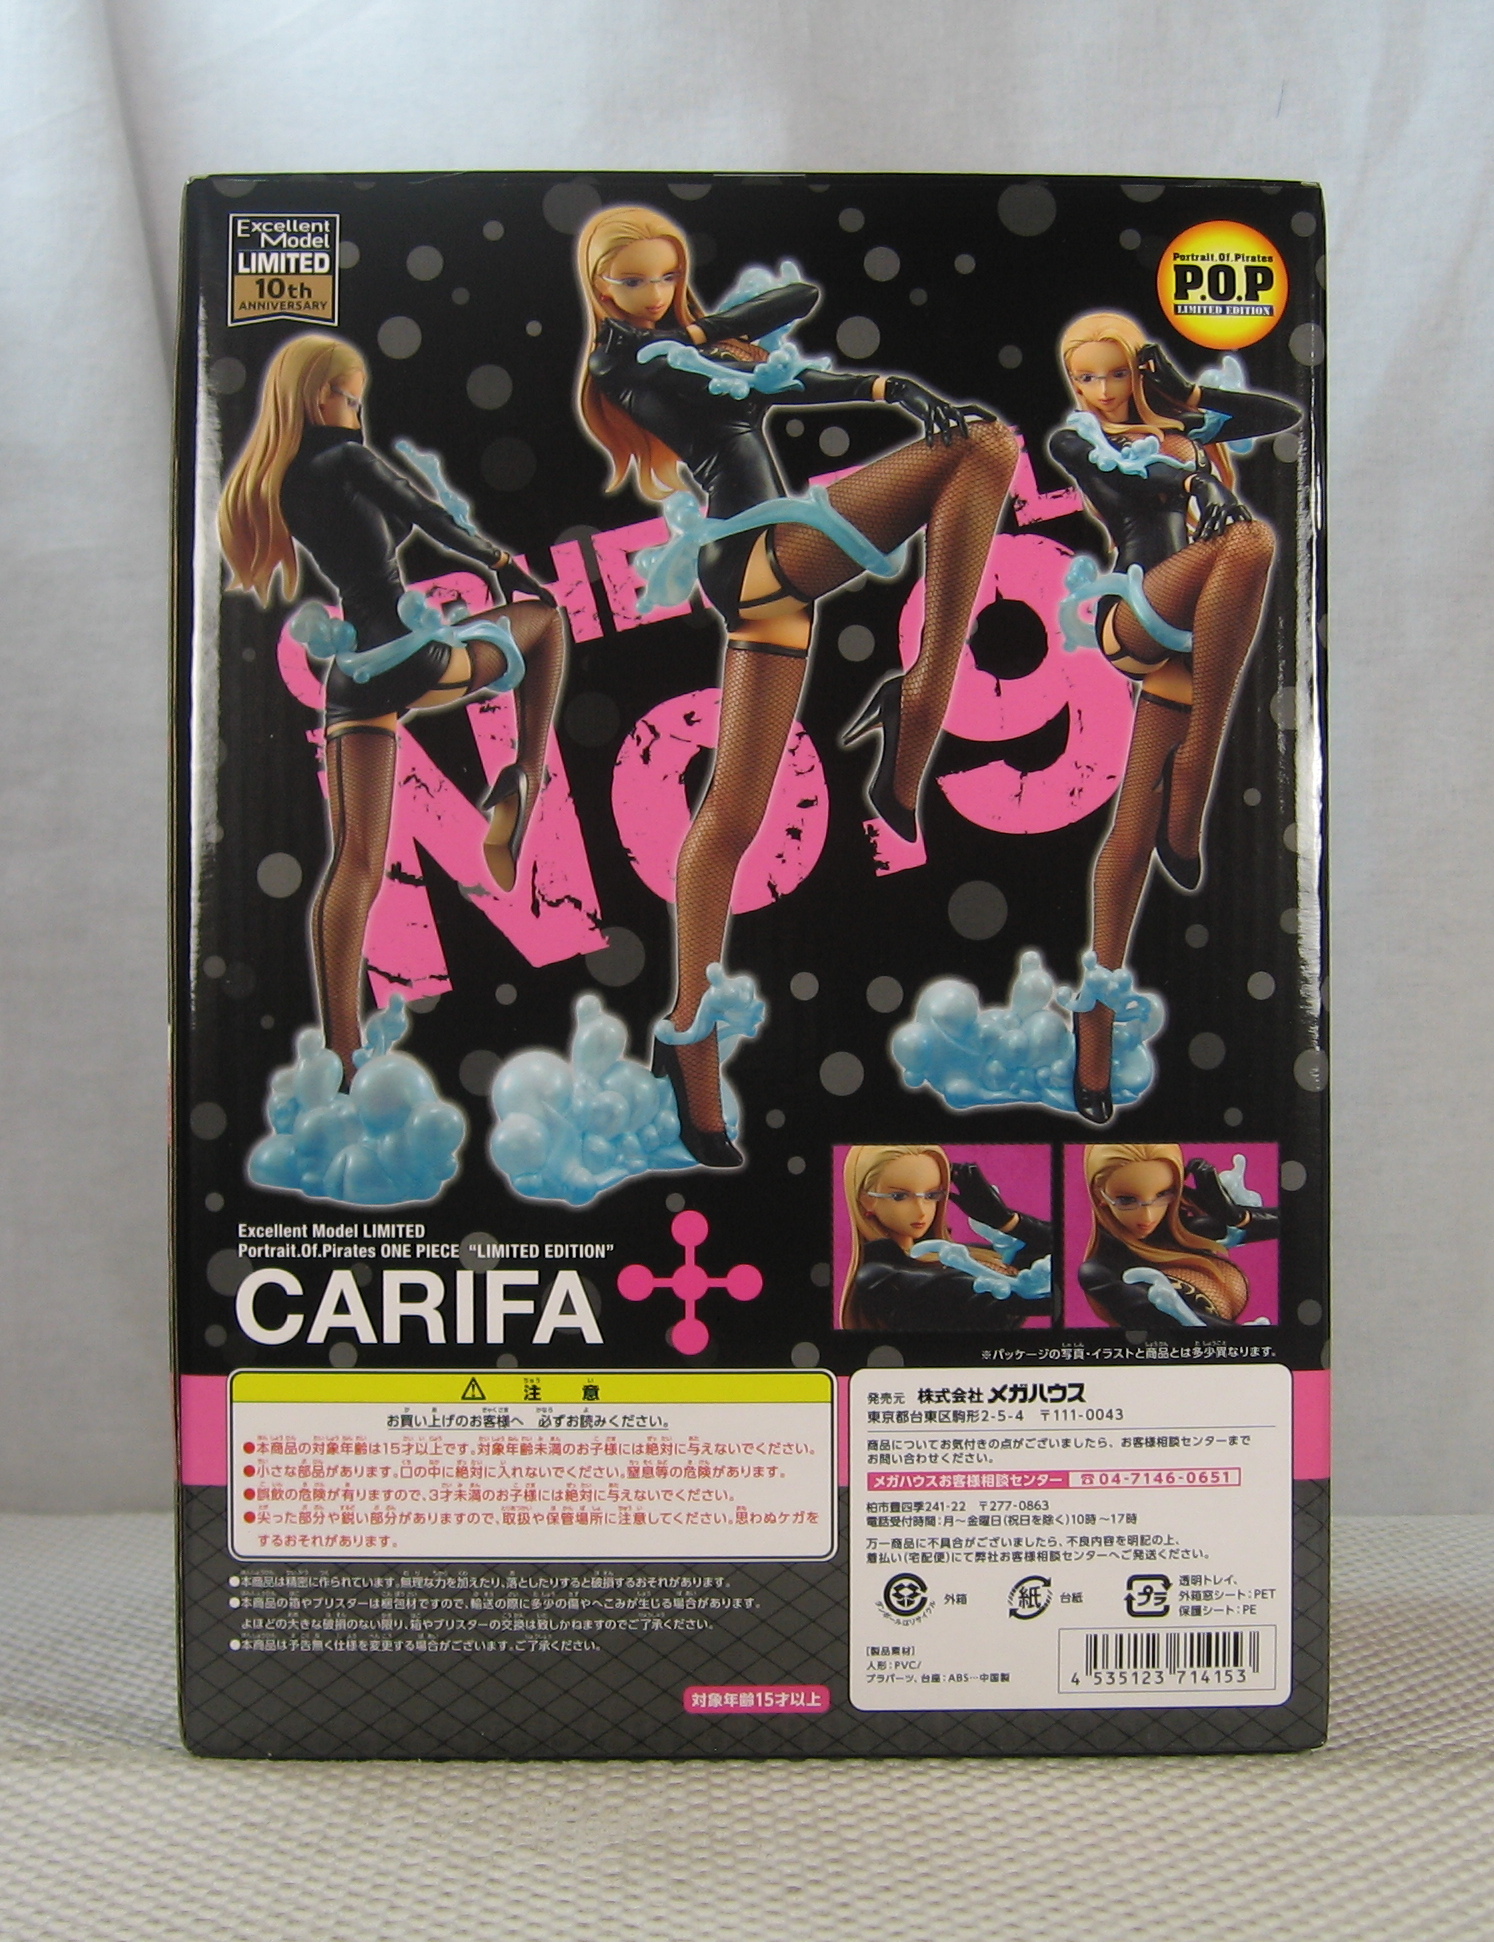 Excellent
Model
LIMITED
10th
ANNIVERSARY
Portrait.Of.Pirates
P.O.P
LIMITED EDITION
CIPHER POL
No.9
Excellent Model LIMITED
Portrait.Of.Pirates ONE PIECE “LIMITED EDITION”
CARIFA
※パッケージの写真・イラストと商品とは多少異なります。
注 意
お買い上げのお客様へ 必ずお読みください。
●本商品の対象年齢は15才以上です。対象年齢未満のお子様には絶対に与えないでください。
●小さな部品があります。口の中に絶対に入れないでください。窒息等の危険があります。
●誤飲の危険が有りますので、3才未満のお子様には絶対に与えないでください。
●尖った部分や鋭い部分がありますので、取扱や保管場所に注意してください。思わぬケガを
するおそれがあります。
●本商品は精密に作られています。無理な力を加えたり、落としたりすると破損するおそれがあります。
●本商品の箱やブリスターは梱包材ですので、輸送の際に多少の傷やへこみが生じる場合があります。
よほどの大きな破損のない限り、箱やブリスターの交換は致しかねますのでご了承ください。
●本商品は予告無く仕様を変更する場合がございます。ご了承ください。
対象年齢15才以上
発売元 株式会社 メガハウス
東京都台東区駒形2-5-4 〒111-0043
商品についてお気付きの点がございましたら、お客様相談センターまで
お問い合わせください。
メガハウスお客様相談センター ☎04-7146-0651
柏市豊四季241-22 〒277-0863
電話受付時間:月～金曜日(祝日を除く)10時～17時
万一商品に不具合がございましたら、不良内容を明記の上、
着払い(宅配便)にて弊社お客様相談センターへご発送ください。
ダンボールはリサイクル
外箱
紙
台紙
プラ
透明トレイ、
外箱窓シート:PET
保護シート:PE
[製品素材]
人形:PVC/
プラパーツ、台座:ABS…中国製
4 535123 714153